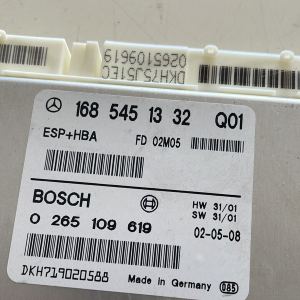 DKH75J51EC
0265109619
168 545 13 32 Q01
ESP+HBA FD 02M05
BOSCH
HW 31/01
SW 31/01
0 265 109 619 02-05-08
DKH719020588 Made in Germany 085